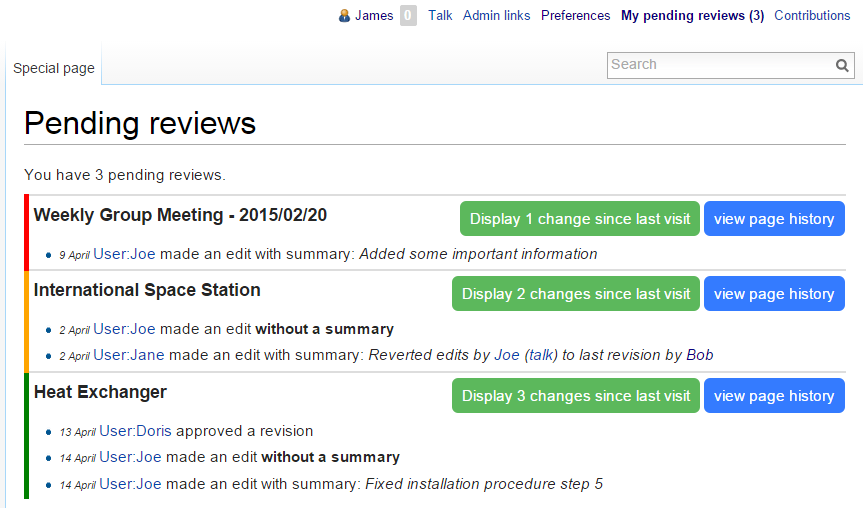 James 0 Talk Admin links Preferences My pending reviews (3) Contributions
Special page
Search
Pending reviews
You have 3 pending reviews.
Weekly Group Meeting - 2015/02/20
Display 1 change since last visit
view page history
9 April User:Joe made an edit with summary: Added some important information
International Space Station
Display 2 changes since last visit
view page history
2 April User:Joe made an edit without a summary
2 April User:Jane made an edit with summary: Reverted edits by Joe (talk) to last revision by Bob
Heat Exchanger
Display 3 changes since last visit
view page history
13 April User:Doris approved a revision
14 April User:Joe made an edit without a summary
14 April User:Joe made an edit with summary: Fixed installation procedure step 5